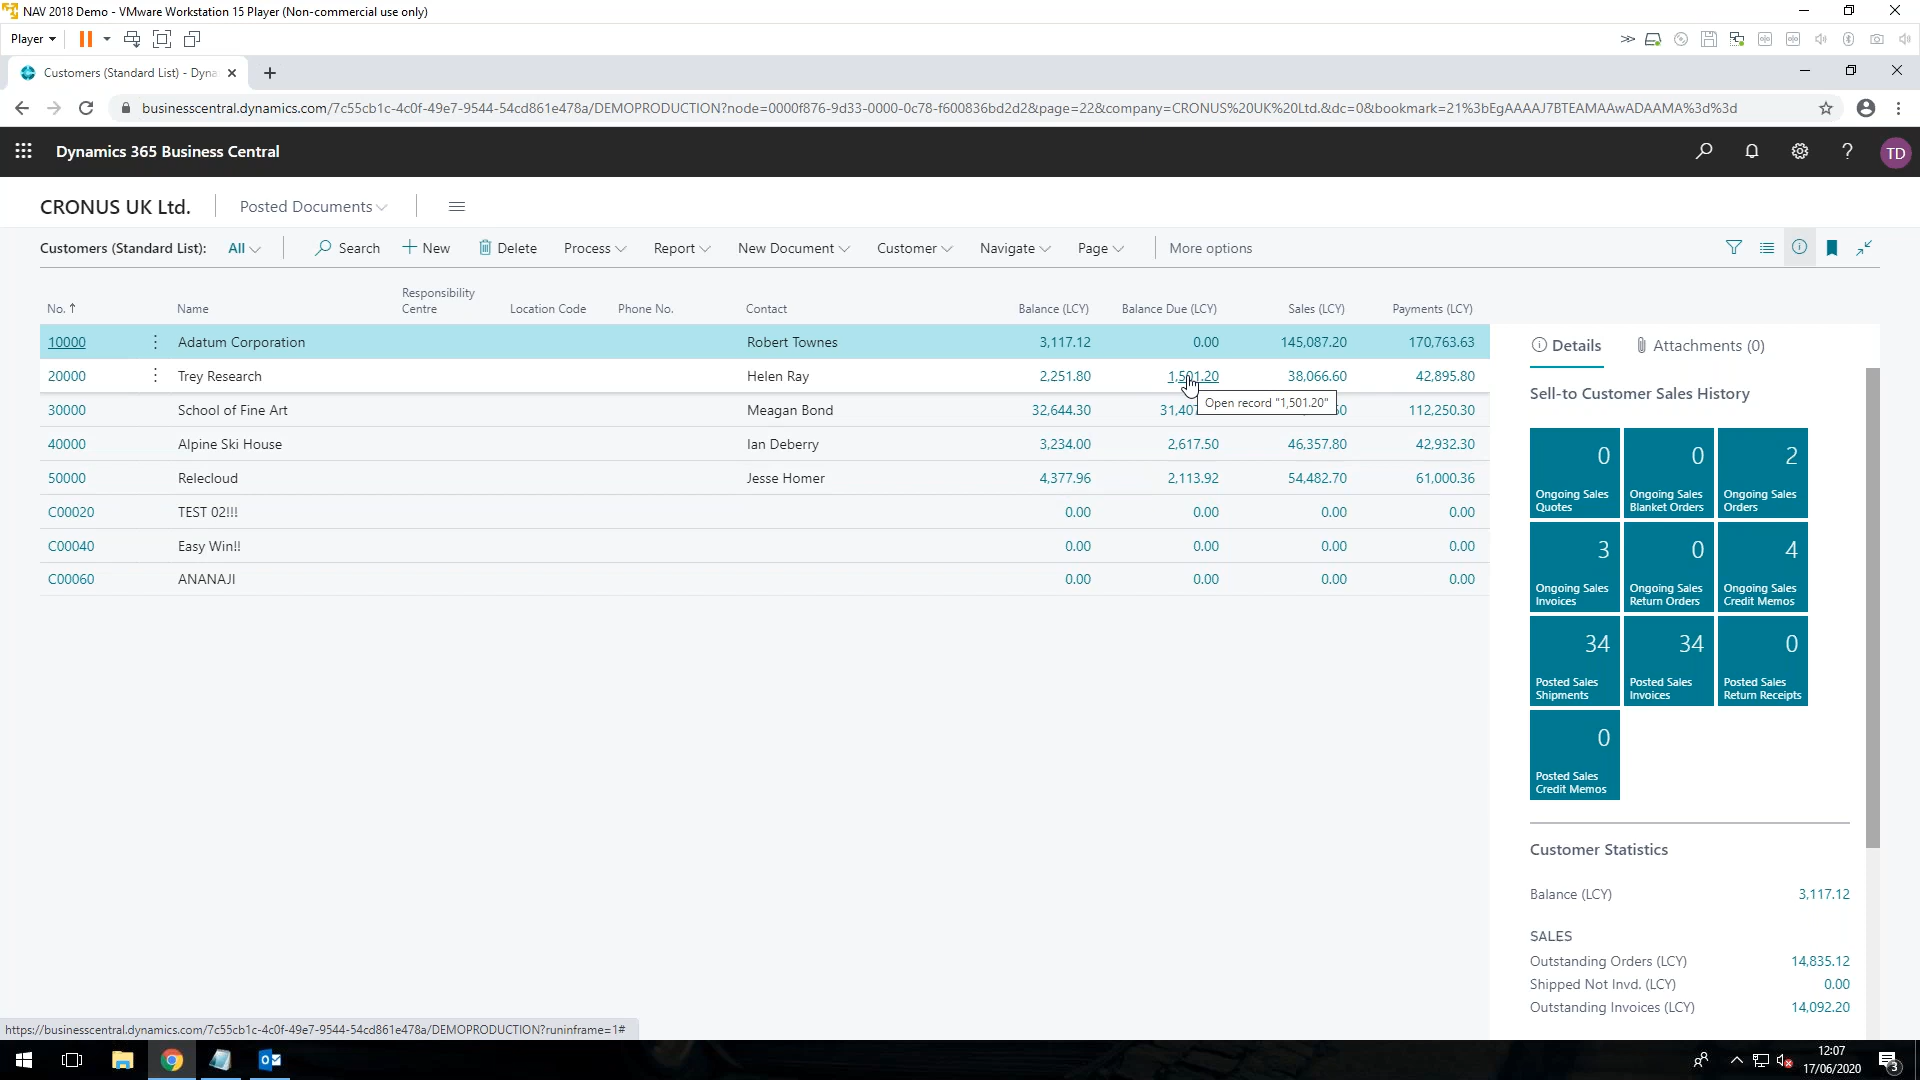 NAV 2018 Demo - VMware Workstation 15 Player (Non-commercial use only)
Player
Customers (Standard List) - Dyna
businesscentral.dynamics.com/7c55cb1c-4c0f-49e7-9544-54cd861e478a/DEMOPRODUCTION?node=0000f876-9d33-0000-0c78-f600836bd2d2&page=22&company=CRONUS%20UK%20Ltd.&dc=0&bookmark=21%3bEgAAAAJ7BTEAMAAwADAAMA%3d%3d
Dynamics 365 Business Central
? TD
CRONUS UK Ltd. Posted Documents
Customers (Standard List): All Search New Delete Process Report New Document Customer Navigate Page More options
No. ↑ Name Responsibility Centre Location Code Phone No. Contact Balance (LCY) Balance Due (LCY) Sales (LCY) Payments (LCY)
10000 Adatum Corporation Robert Townes 3,117.12 0.00 145,087.20 170,763.63
20000 Trey Research Helen Ray 2,251.80 1,501.20 38,066.60 42,895.80
Open record "1,501.20"
30000 School of Fine Art Meagan Bond 32,644.30 112,250.30
40000 Alpine Ski House Ian Deberry 3,234.00 2,617.50 46,357.80 42,932.30
50000 Relecloud Jesse Homer 4,377.96 2,113.92 54,482.70 61,000.36
C00020 TEST 02!!! 0.00 0.00 0.00 0.00
C00040 Easy Win!! 0.00 0.00 0.00 0.00
C00060 ANANAJI 0.00 0.00 0.00 0.00
Details Attachments (0)
Sell-to Customer Sales History
0 Ongoing Sales Quotes
0 Ongoing Sales Blanket Orders
2 Ongoing Sales Orders
3 Ongoing Sales Invoices
0 Ongoing Sales Return Orders
4 Ongoing Sales Credit Memos
34 Posted Sales Shipments
34 Posted Sales Invoices
0 Posted Sales Return Receipts
0 Posted Sales Credit Memos
Customer Statistics
Balance (LCY) 3,117.12
SALES
Outstanding Orders (LCY) 14,835.12
Shipped Not Invd. (LCY) 0.00
Outstanding Invoices (LCY) 14,092.20
https://businesscentral.dynamics.com/7c55cb1c-4c0f-49e7-9544-54cd861e478a/DEMOPRODUCTION?runinframe=1#
12:07
17/06/2020
3